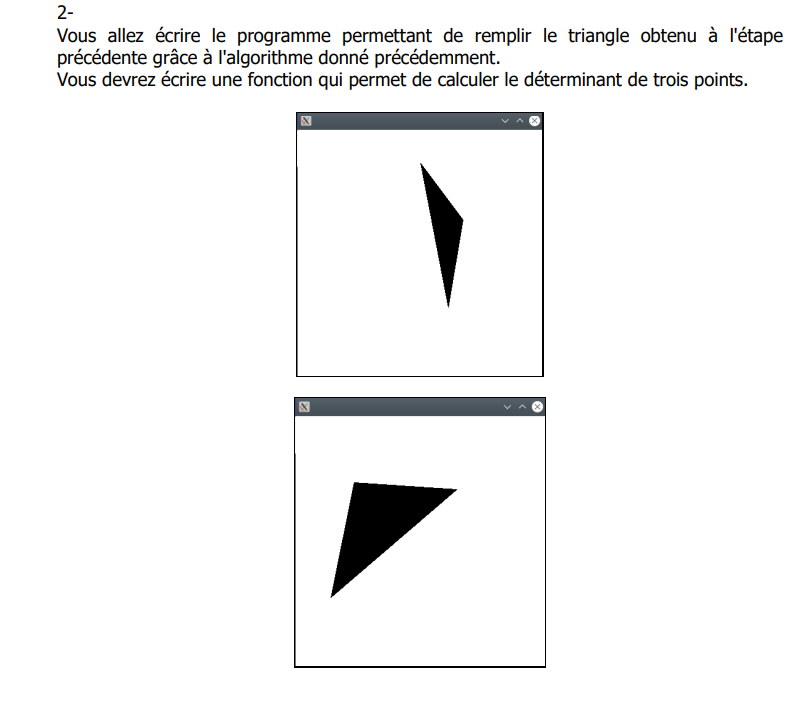 2-
Vous allez écrire le programme permettant de remplir le triangle obtenu à l'étape
précédente grâce à l'algorithme donné précédemment.
Vous devrez écrire une fonction qui permet de calculer le déterminant de trois points.